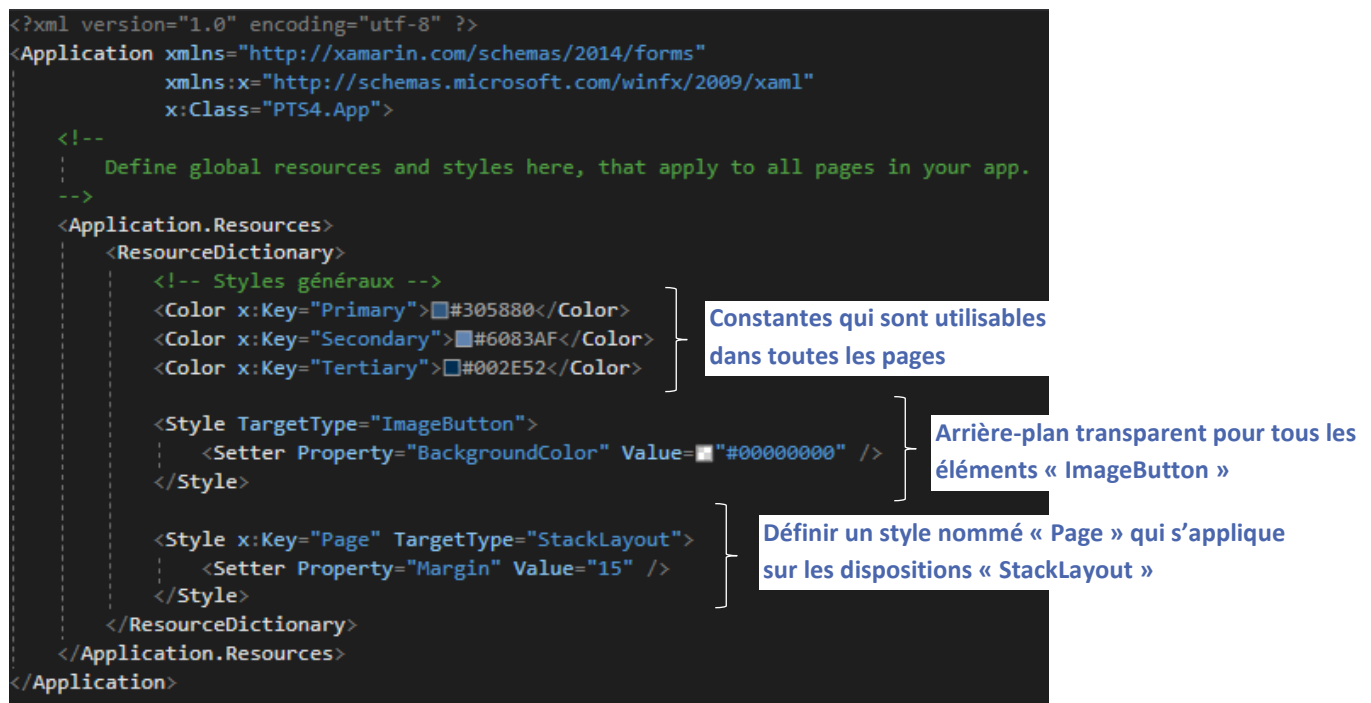 <?xml version="1.0" encoding="utf-8" ?>
<Application xmlns="http://xamarin.com/schemas/2014/forms"
             xmlns:x="http://schemas.microsoft.com/winfx/2009/xaml"
             x:Class="PTS4.App">
    <!--
        Define global resources and styles here, that apply to all pages in your app.
    -->
    <Application.Resources>
        <ResourceDictionary>
            <!-- Styles généraux -->
            <Color x:Key="Primary">#305880</Color>
            <Color x:Key="Secondary">#6083AF</Color>
            <Color x:Key="Tertiary">#002E52</Color>
Constantes qui sont utilisables
dans toutes les pages
            <Style TargetType="ImageButton">
                <Setter Property="BackgroundColor" Value="#00000000" />
            </Style>
Arrière-plan transparent pour tous les
éléments « ImageButton »
            <Style x:Key="Page" TargetType="StackLayout">
                <Setter Property="Margin" Value="15" />
            </Style>
Définir un style nommé « Page » qui s’applique
sur les dispositions « StackLayout »
        </ResourceDictionary>
    </Application.Resources>
</Application>